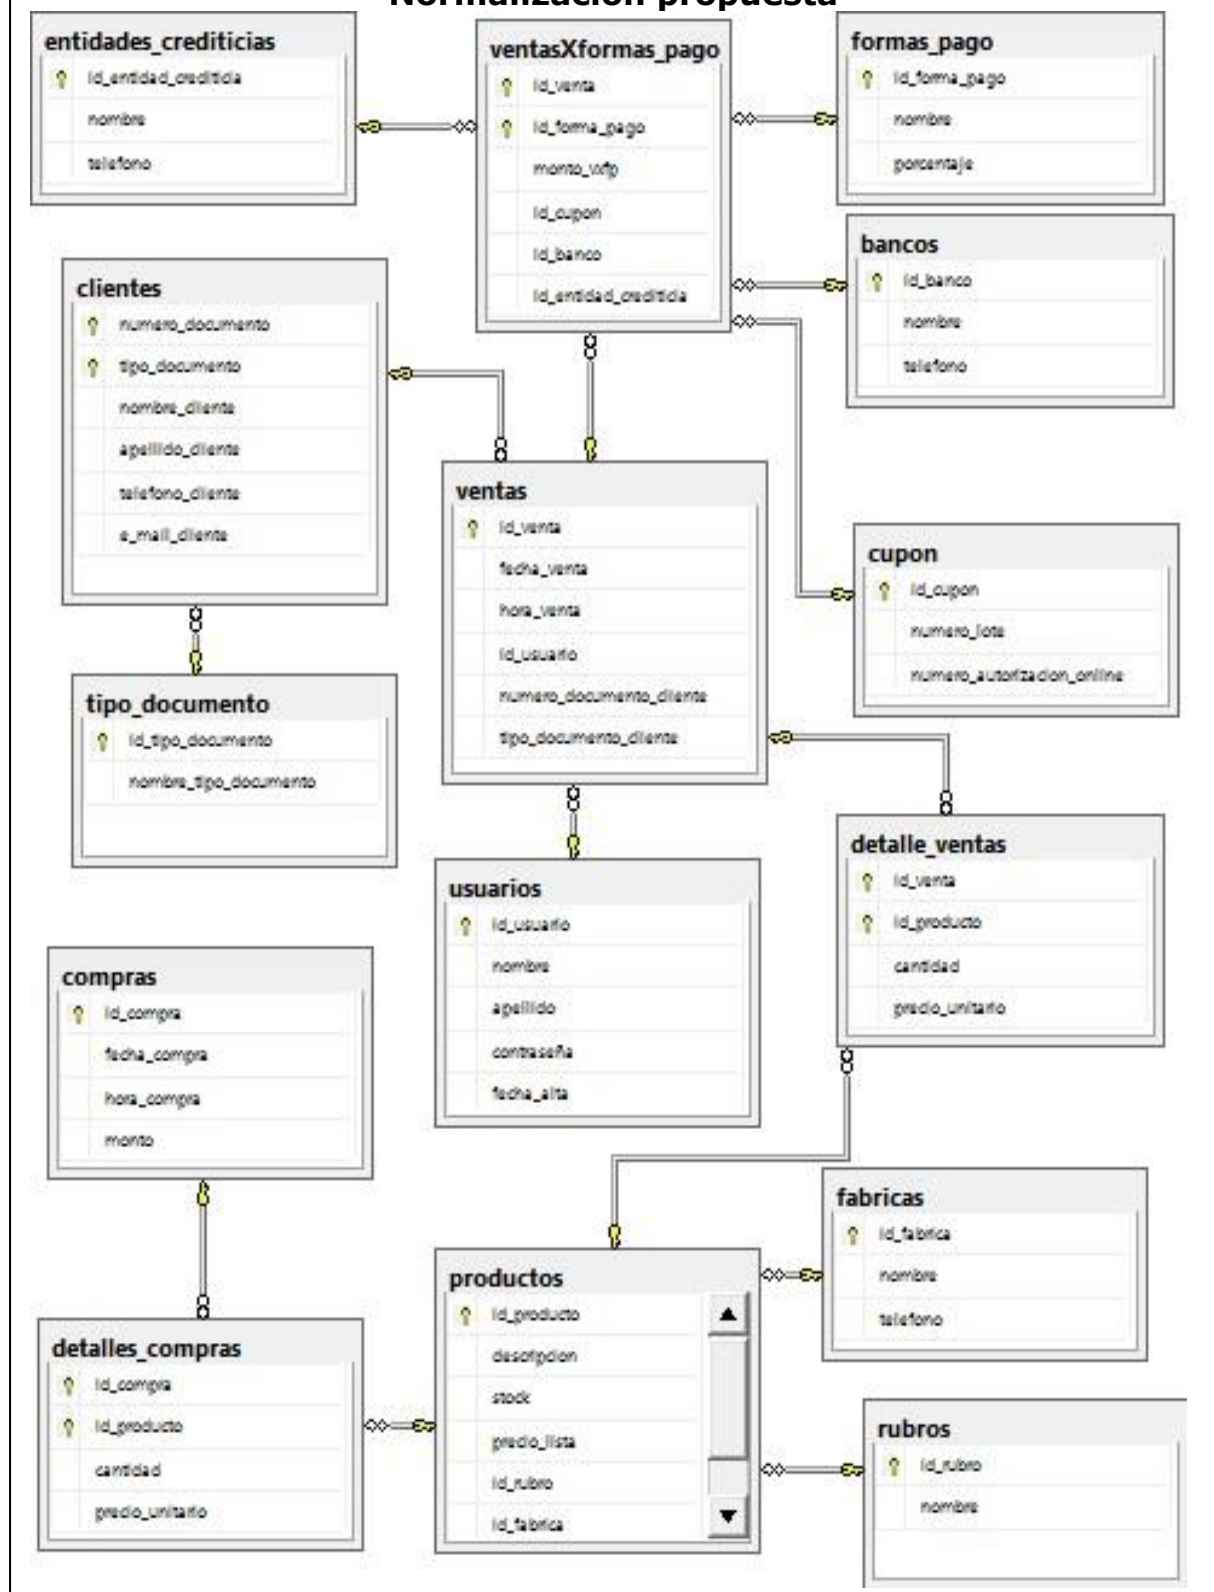 Normalización propuesta
entidades_crediticias
id_entidad_crediticia
nombre
telefono
ventasXformas_pago
id_venta
id_forma_pago
monto_vxfp
id_cupon
id_banco
id_entidad_crediticia
formas_pago
id_forma_pago
nombre
porcentaje
bancos
id_banco
nombre
telefono
clientes
numero_documento
tipo_documento
nombre_cliente
apellido_cliente
telefono_cliente
e_mail_cliente
ventas
id_venta
fecha_venta
hora_venta
id_usuario
numero_documento_cliente
tipo_documento_cliente
cupon
id_cupon
numero_lote
numero_autorizacion_online
tipo_documento
id_tipo_documento
nombre_tipo_documento
detalle_ventas
id_venta
id_producto
cantidad
precio_unitario
usuarios
id_usuario
nombre
apellido
contraseña
fecha_alta
compras
id_compra
fecha_compra
hora_compra
monto
fabricas
id_fabrica
nombre
telefono
productos
id_producto
descripcion
stock
precio_lista
id_rubro
id_fabrica
detalles_compras
id_compra
id_producto
cantidad
precio_unitario
rubros
id_rubro
nombre